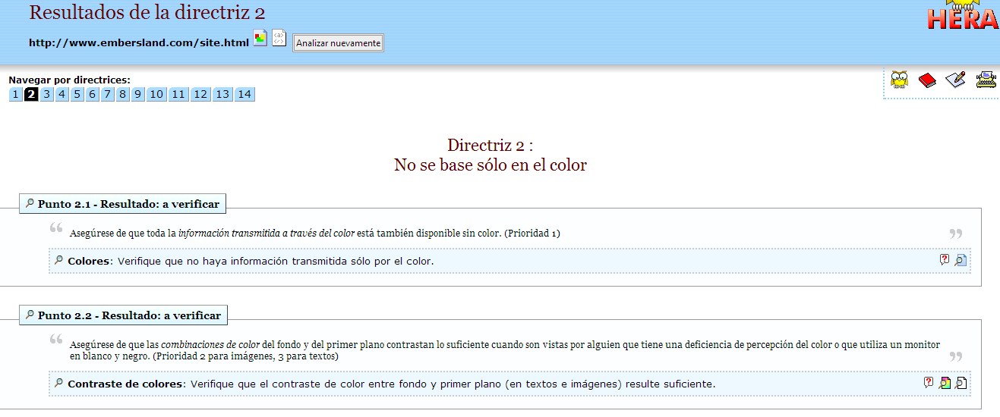 Resultados de la directriz 2
HERA
http://www.embersland.com/site.html Analizar nuevamente
Navegar por directrices:
1 2 3 4 5 6 7 8 9 10 11 12 13 14
Directriz 2 :
No se base sólo en el color
Punto 2.1 - Resultado: a verificar
“ Asegúrese de que toda la información transmitida a través del color está también disponible sin color. (Prioridad 1) ”
Colores: Verifique que no haya información transmitida sólo por el color.
Punto 2.2 - Resultado: a verificar
“ Asegúrese de que las combinaciones de color del fondo y del primer plano contrastan lo suficiente cuando son vistas por alguien que tiene una deficiencia de percepción del color o que utiliza un monitor
en blanco y negro. (Prioridad 2 para imágenes, 3 para textos) ”
Contraste de colores: Verifique que el contraste de color entre fondo y primer plano (en textos e imágenes) resulte suficiente.